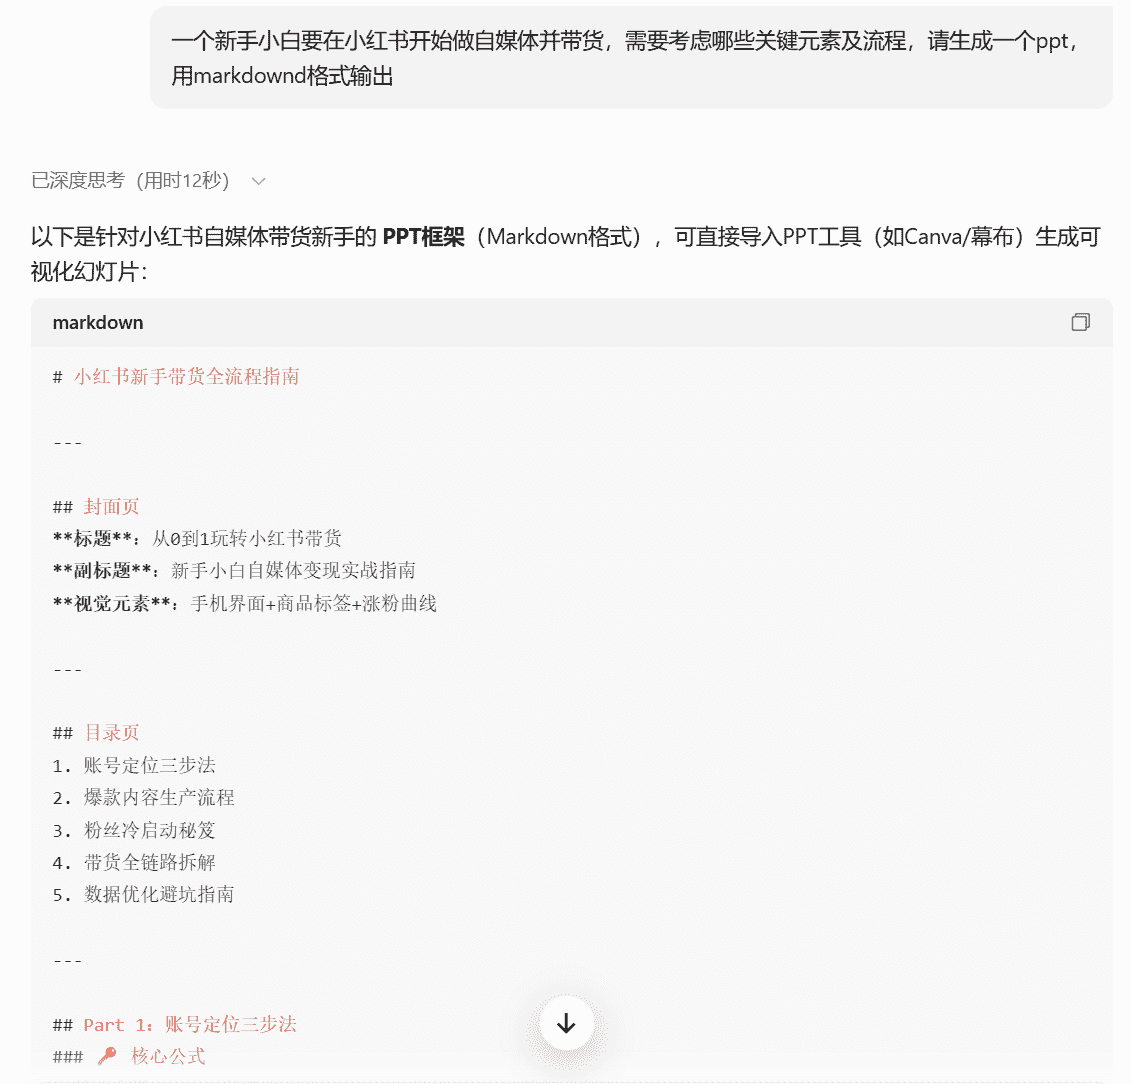 一个新手小白要在小红书开始做自媒体并带货，需要考虑哪些关键元素及流程，请生成一个ppt，
用markdownd格式输出
已深度思考（用时12秒）
以下是针对小红书自媒体带货新手的 PPT框架（Markdown格式），可直接导入PPT工具（如Canva/幕布）生成可
视化幻灯片：
markdown
# 小红书新手带货全流程指南
---
## 封面页
**标题**：从0到1玩转小红书带货
**副标题**：新手小白自媒体变现实战指南
**视觉元素**：手机界面+商品标签+涨粉曲线
---
## 目录页
1. 账号定位三步法
2. 爆款内容生产流程
3. 粉丝冷启动秘笈
4. 带货全链路拆解
5. 数据优化避坑指南
---
## Part 1：账号定位三步法
### 🔑 核心公式